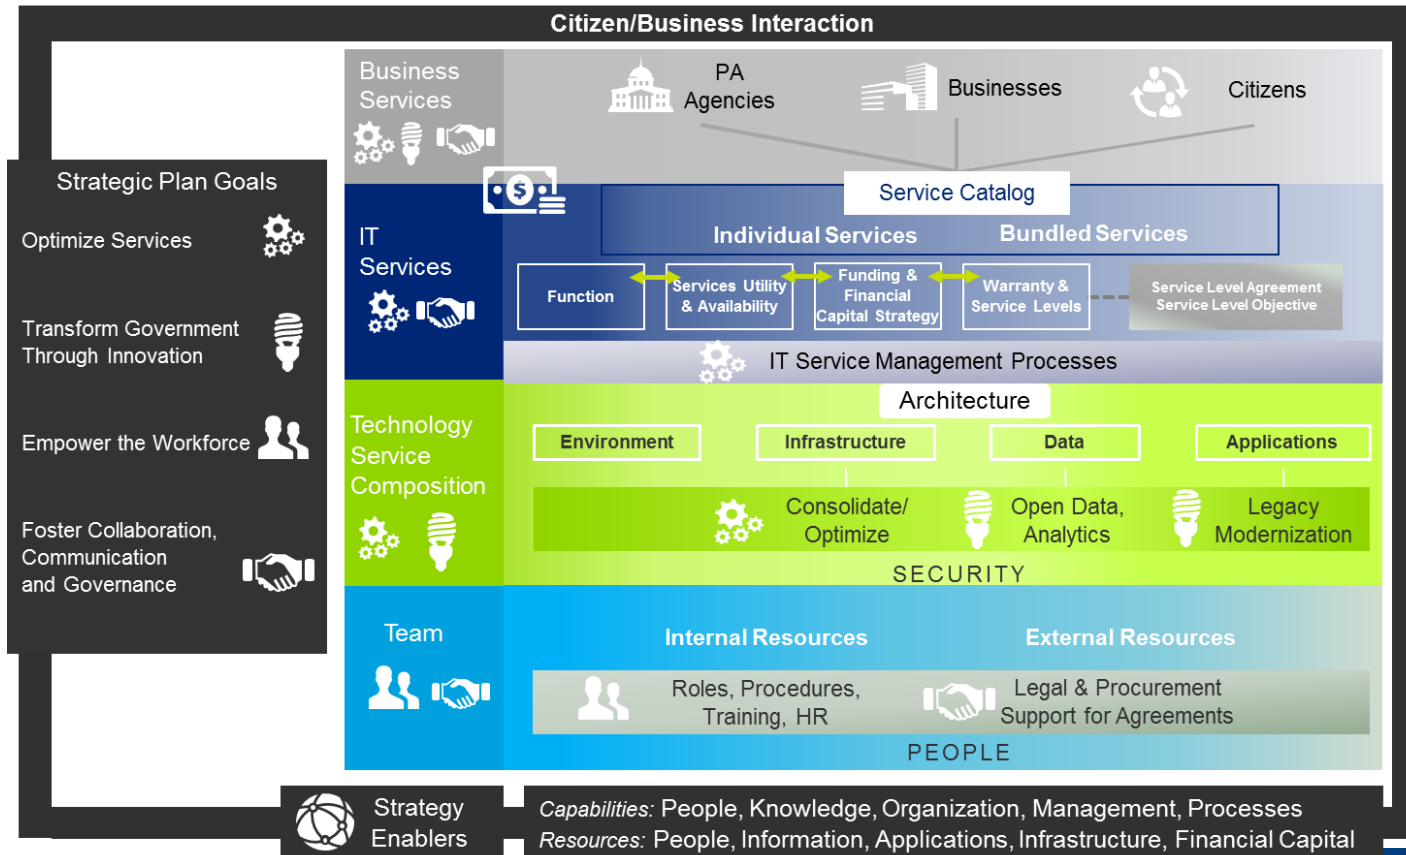 Citizen/Business Interaction
Strategic Plan Goals
Optimize Services
Transform Government
Through Innovation
Empower the Workforce
Foster Collaboration,
Communication
and Governance
Business
Services
PA
Agencies
Businesses
Citizens
IT
Services
$
Service Catalog
Individual Services
Bundled Services
Function
Services Utility
& Availability
Funding &
Financial
Capital Strategy
Warranty &
Service Levels
Service Level Agreement
Service Level Objective
IT Service Management Processes
Technology
Service
Composition
Architecture
Environment
Infrastructure
Data
Applications
Consolidate/
Optimize
Open Data,
Analytics
Legacy
Modernization
SECURITY
Team
Internal Resources
External Resources
Roles, Procedures,
Training, HR
Legal & Procurement
Support for Agreements
PEOPLE
Strategy
Enablers
Capabilities: People, Knowledge, Organization, Management, Processes
Resources: People, Information, Applications, Infrastructure, Financial Capital